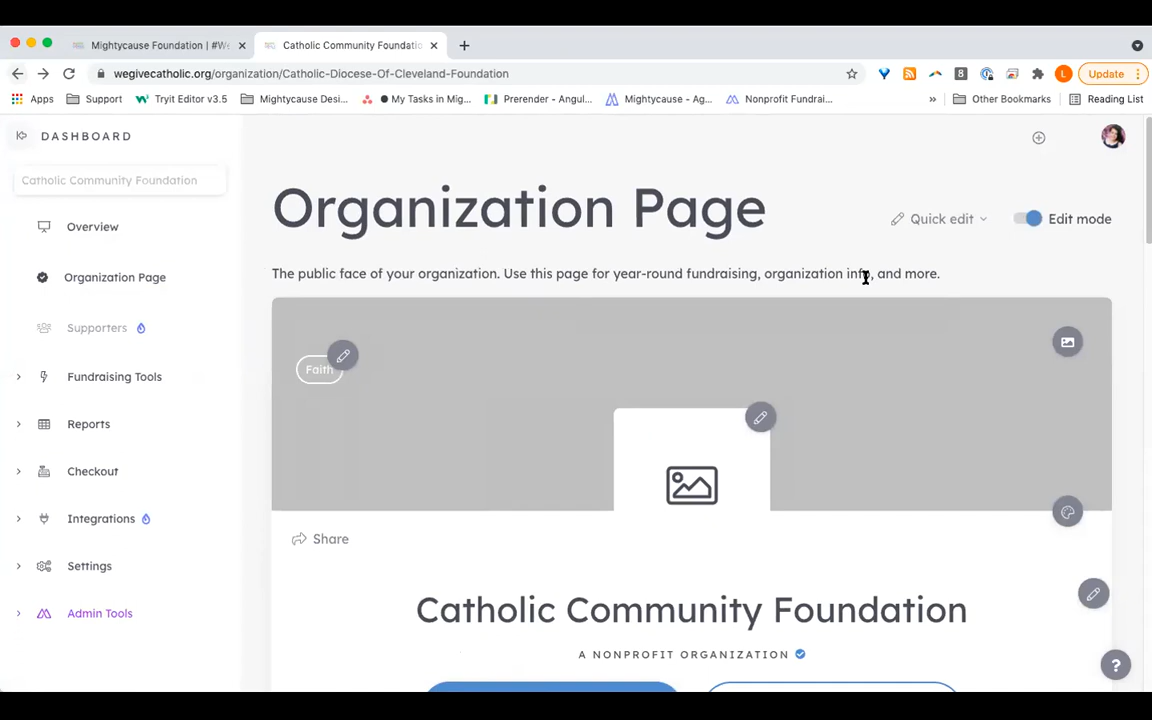 Mightycause Foundation | #We
Catholic Community Foundatio
wegivecatholic.org/organization/Catholic-Diocese-Of-Cleveland-Foundation
8
L
Update
Apps
Support
Tryit Editor v3.5
Mightycause Desi...
My Tasks in Mig...
Prerender - Angul...
Mightycause - Ag...
Nonprofit Fundrai...
»
Other Bookmarks
Reading List
DASHBOARD
Catholic Community Foundation
Overview
Organization Page
Supporters
Fundraising Tools
Reports
Checkout
Integrations
Settings
Admin Tools
Organization Page
Quick edit
Edit mode
The public face of your organization. Use this page for year-round fundraising, organization info, and more.
Faith
Share
Catholic Community Foundation
A NONPROFIT ORGANIZATION
?